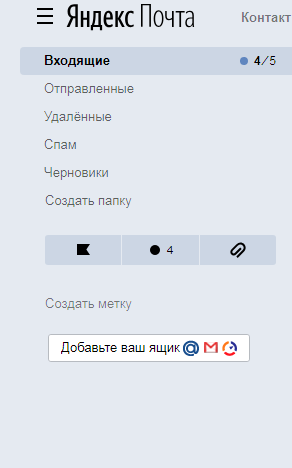 Яндекс Почта Контакт
Входящие 4/5
Отправленные
Удалённые
Спам
Черновики
Создать папку
4
Создать метку
Добавьте ваш ящик